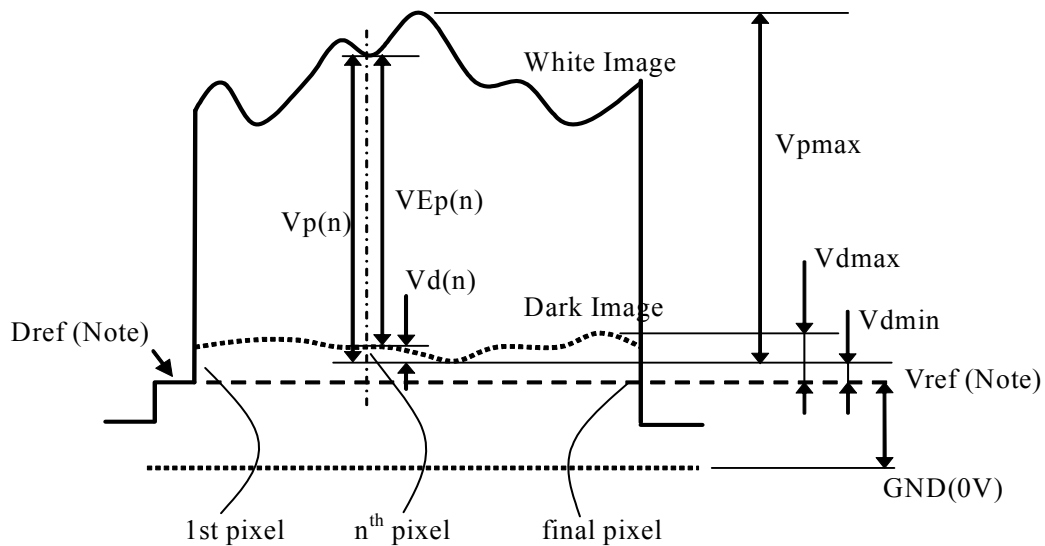 White Image
Vpmax
VEp(n)
Vp(n)
Vd(n)
Vdmax
Dark Image
Vdmin
Dref (Note)
Vref (Note)
GND(0V)
1st pixel
nth pixel
final pixel